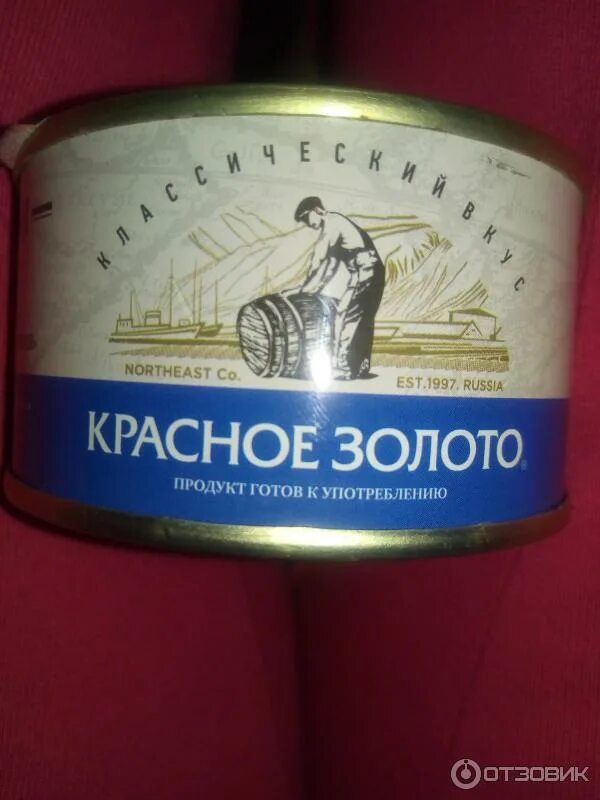 КЛАССИЧЕСКИЙ ВКУС
NORTHEAST Co.
EST.1997. RUSSIA
КРАСНОЕ ЗОЛОТО®
ПРОДУКТ ГОТОВ К УПОТРЕБЛЕНИЮ
ОТЗОВИК